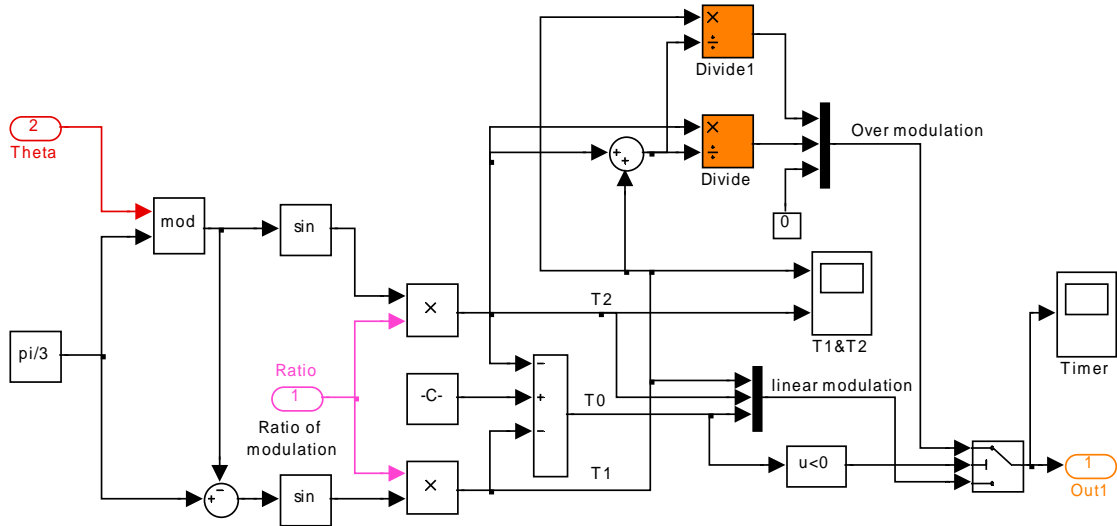 ×
÷
Divide1
2
Theta
×
÷
Divide
+
+
Over modulation
mod
sin
0
T2
×
T1&T2
Timer
pi/3
Ratio
1
Ratio of
modulation
-C-
−
+
−
T0
linear modulation
u<0
1
Out1
+
−
sin
×
T1